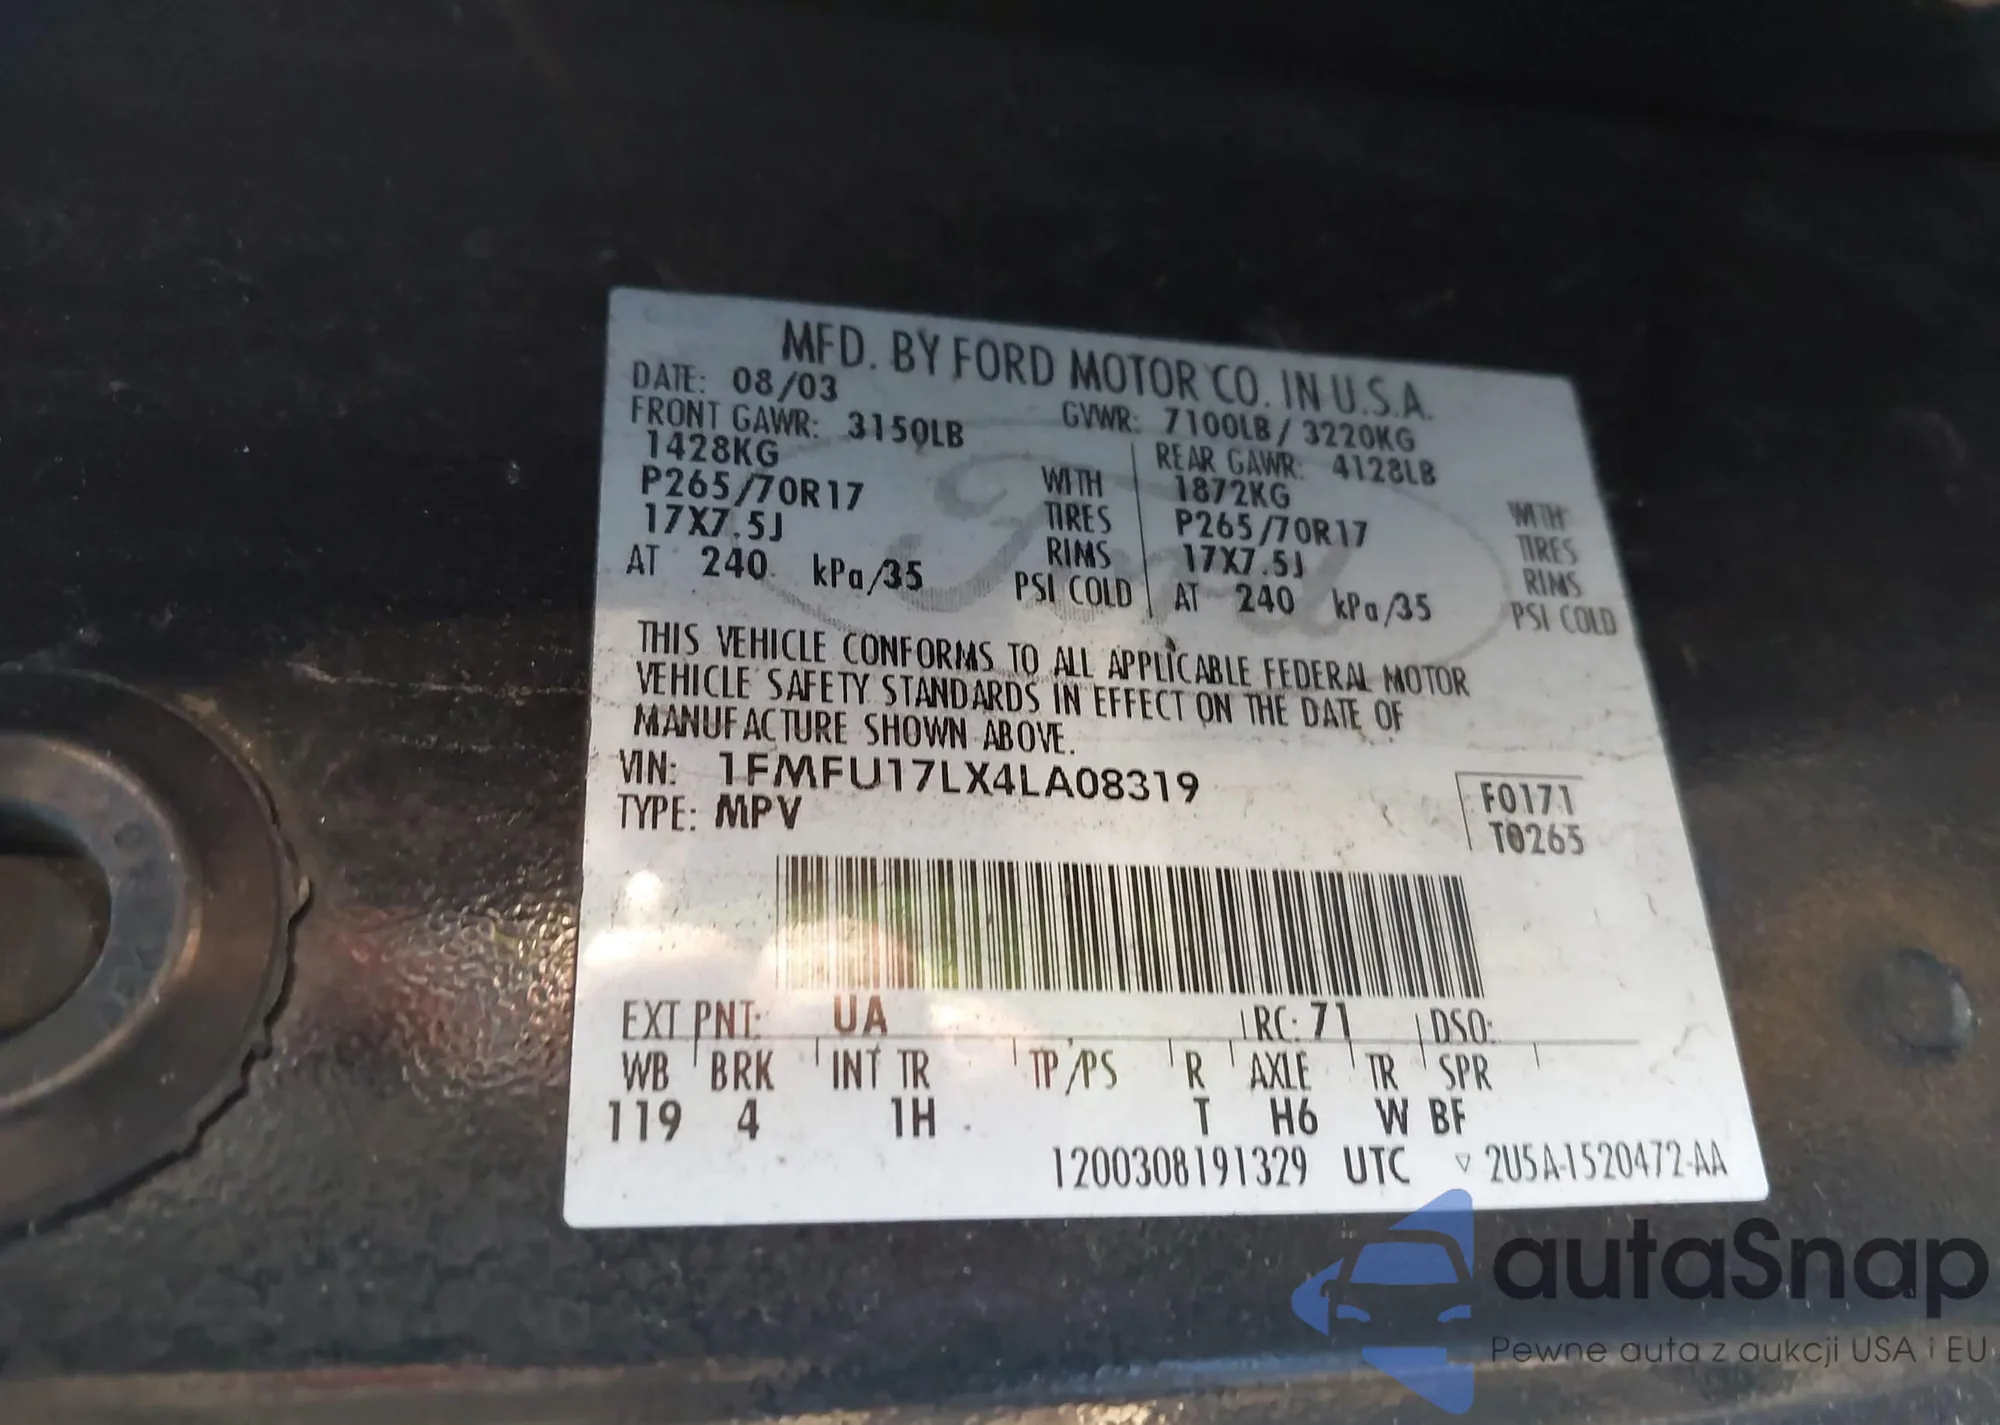 MFD. BY FORD MOTOR CO. IN U.S.A.
DATE: 08/03 GVWR: 7100LB / 3220KG
FRONT GAWR: 3150LB REAR GAWR: 4128LB
1428KG WITH 1872KG WITH
P265/70R17 TIRES P265/70R17 TIRES
17X7.5J RIMS 17X7.5J RIMS
AT 240 kPa/35 PSI COLD AT 240 kPa/35 PSI COLD
THIS VEHICLE CONFORMS TO ALL APPLICABLE FEDERAL MOTOR
VEHICLE SAFETY STANDARDS IN EFFECT ON THE DATE OF
MANUFACTURE SHOWN ABOVE.
VIN: 1FMFU17LX4LA08319
TYPE: MPV
F0171
T0265
EXT PNT: UA RC: 71 DSO:
WB BRK INT TR TP/PS R AXLE TR SPR
119 4 1H T H6 W BF
1200308191329 UTC ▽ 2U5A-1520472-AA
Ford
autaSnap
Pewne auta z aukcji USA i EU